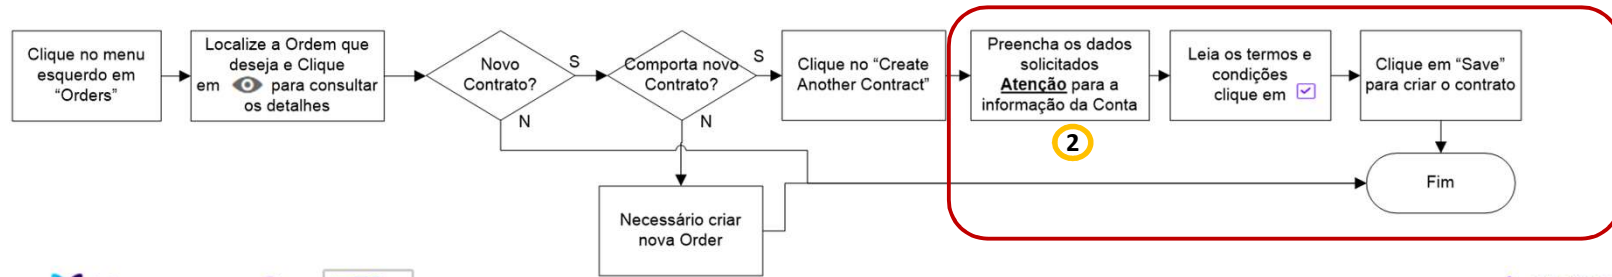 Clique no menu
esquerdo em
“Orders”
Localize a Ordem que
deseja e Clique
em para consultar
os detalhes
Novo
Contrato?
S
N
Comporta novo
Contrato?
S
N
Clique no “Create
Another Contract”
Necessário criar
nova Order
Preencha os dados
solicitados
Atenção para a
informação da Conta
2
Leia os termos e
condições
clique em
Clique em “Save”
para criar o contrato
Fim